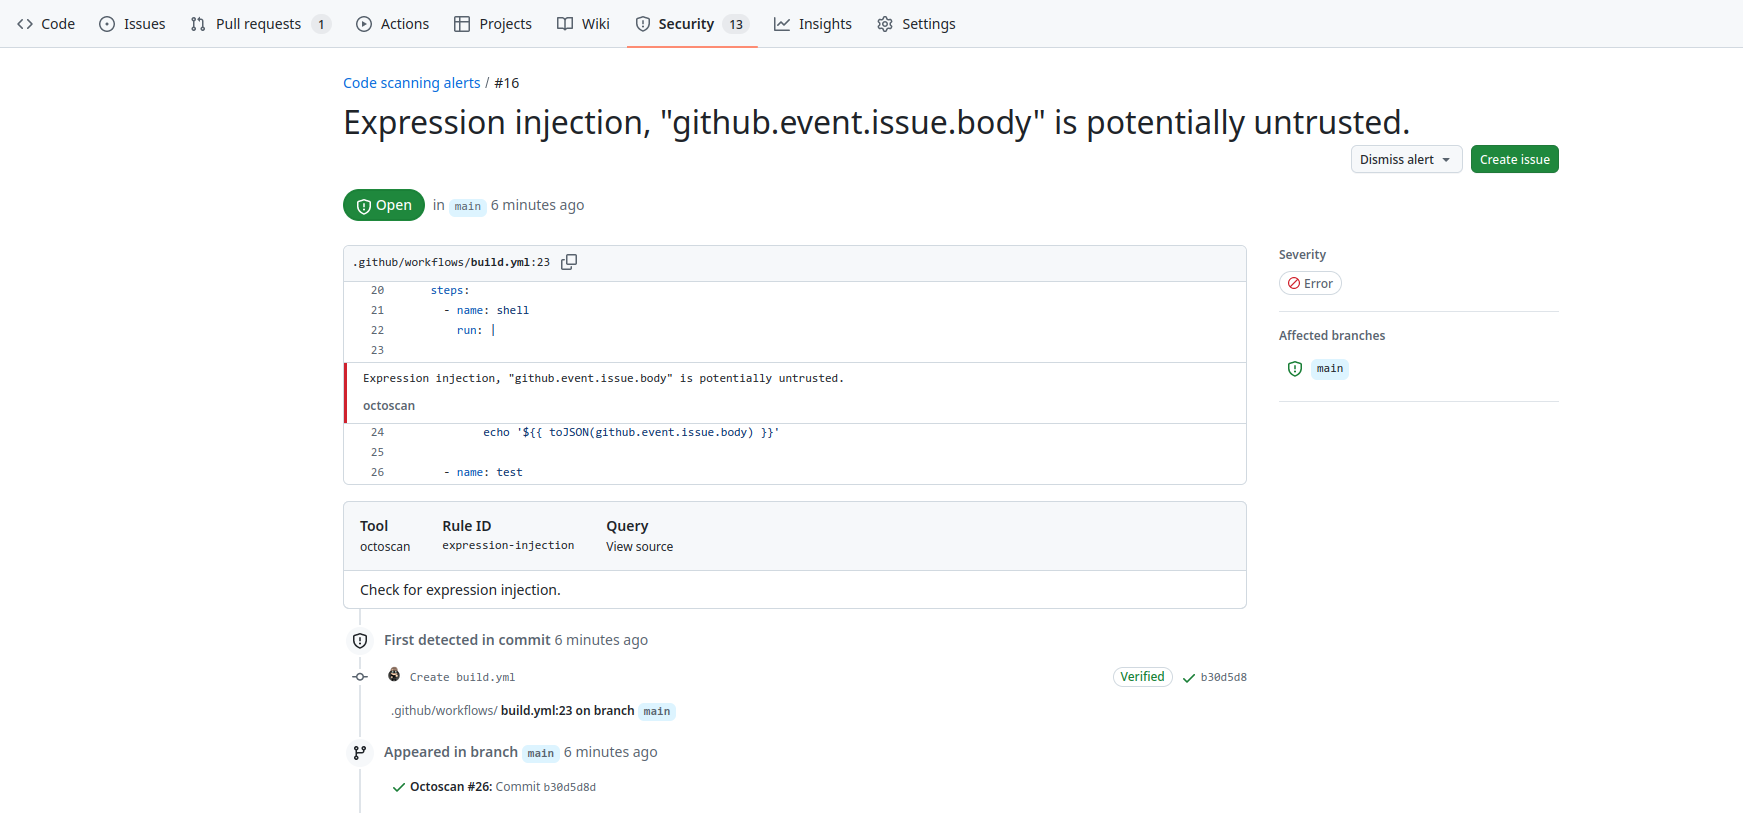 Code Issues Pull requests 1 Actions Projects Wiki Security 13 Insights Settings
Code scanning alerts / #16
Expression injection, "github.event.issue.body" is potentially untrusted.
Dismiss alert Create issue
Open in main 6 minutes ago
.github/workflows/build.yml:23
Severity
Error
Affected branches
main
20 steps:
21 - name: shell
22 run: |
23
Expression injection, "github.event.issue.body" is potentially untrusted.
octoscan
24 echo '${{ toJSON(github.event.issue.body) }}'
25
26 - name: test
Tool Rule ID Query
octoscan expression-injection View source
Check for expression injection.
First detected in commit 6 minutes ago
Create build.yml Verified b30d5d8
.github/workflows/ build.yml:23 on branch main
Appeared in branch main 6 minutes ago
Octoscan #26: Commit b30d5d8d